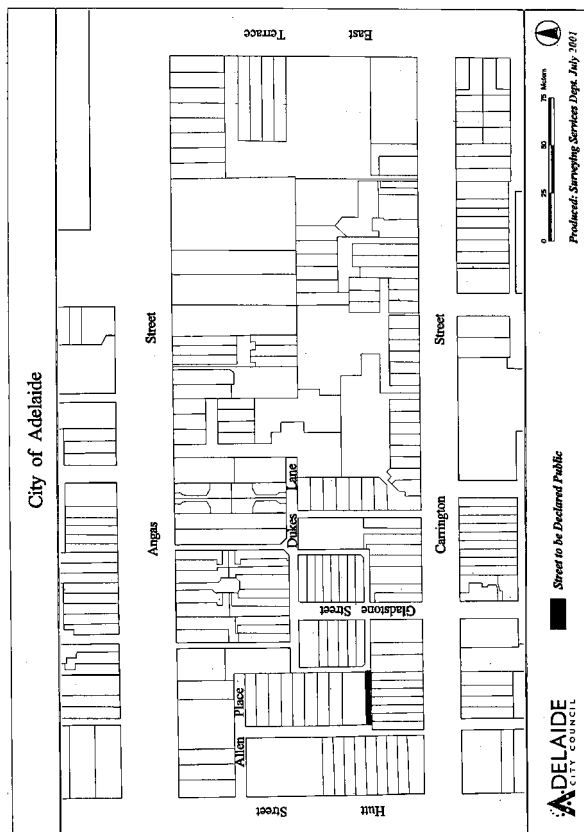 City of Adelaide
Angas
Street
East
Terrace
Dukes
Lane
Gladstone
Street
Allen
Place
Hutt
Street
Carrington
Street
ADELAIDE
CITY COUNCIL
Street to be Declared Public
0 25 50 75 Meters
Produced: Surveying Services Dept. July 2001